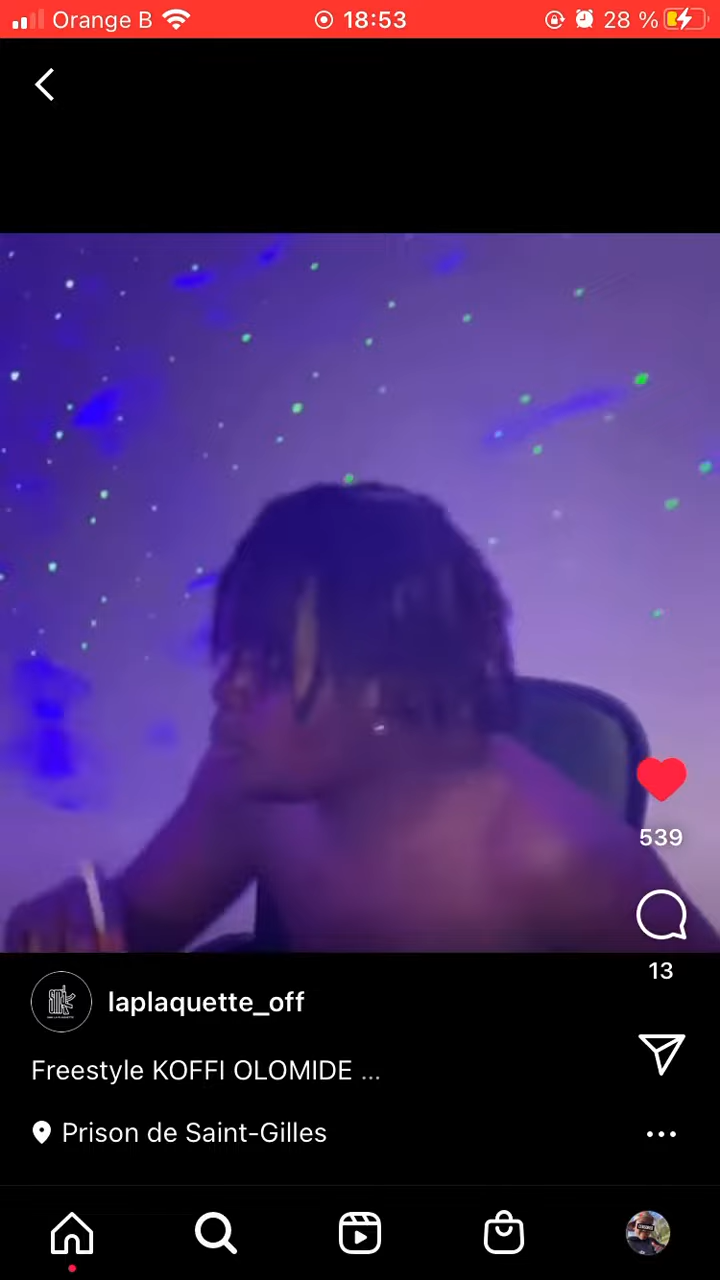 Orange B 18:53 28 %
539
13
laplaquette_off
Freestyle KOFFI OLOMIDE ...
Prison de Saint-Gilles